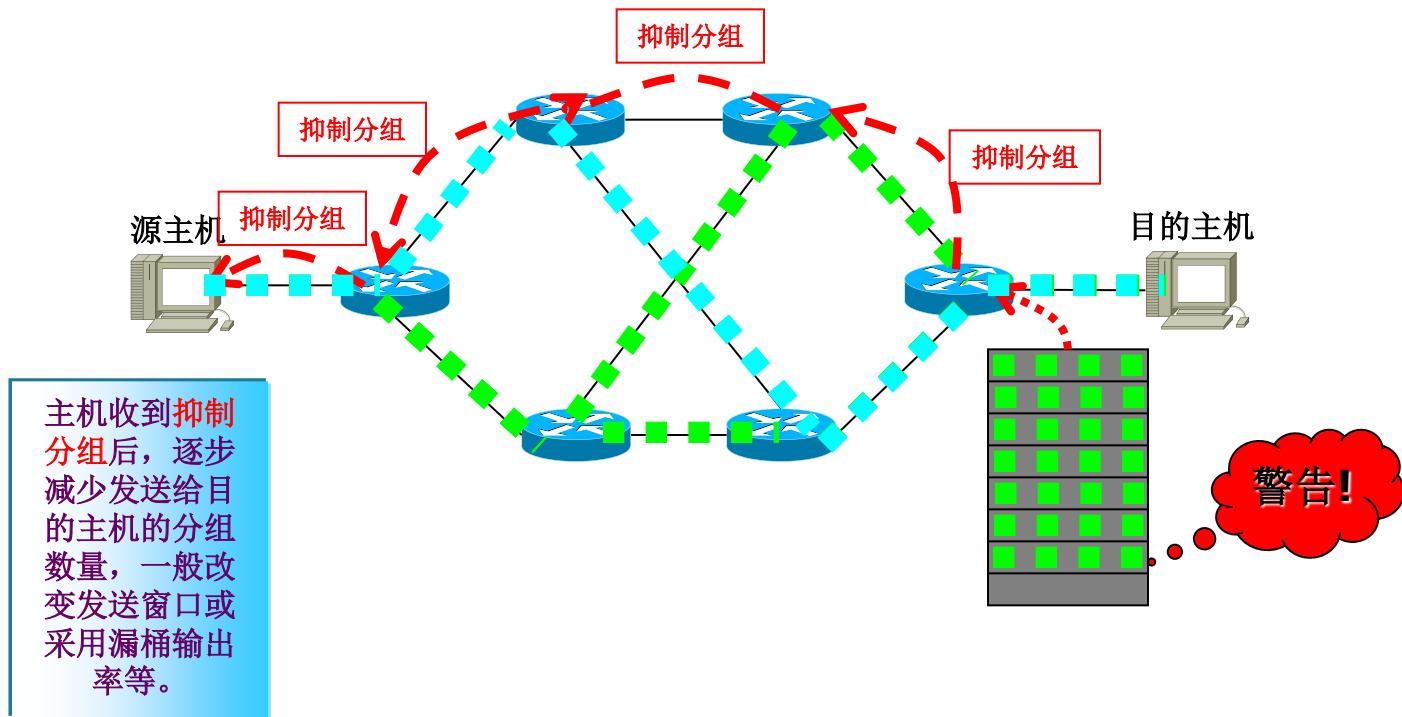 抑制分组
抑制分组
抑制分组
抑制分组
源主机
目的主机
主机收到抑制
分组后，逐步
减少发送给目
的主机的分组
数量，一般改
变发送窗口或
采用漏桶输出
率等。
警告!